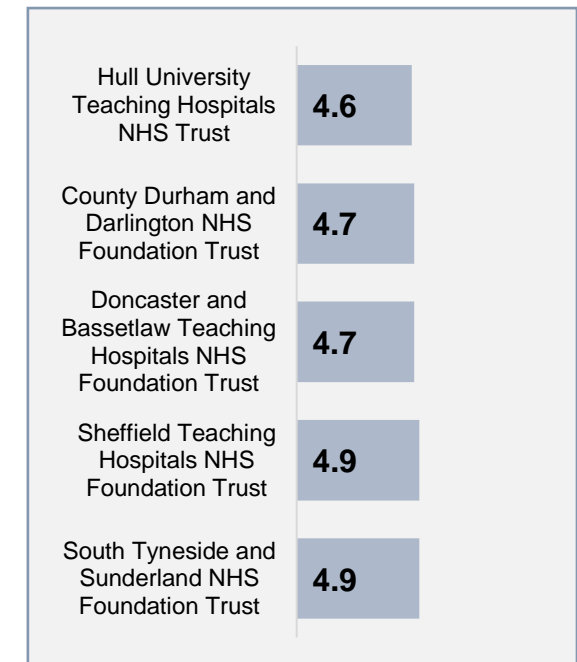 Hull University
Teaching Hospitals
NHS Trust
4.6
County Durham and
Darlington NHS
Foundation Trust
4.7
Doncaster and
Bassetlaw Teaching
Hospitals NHS
Foundation Trust
4.7
Sheffield Teaching
Hospitals NHS
Foundation Trust
4.9
South Tyneside and
Sunderland NHS
Foundation Trust
4.9